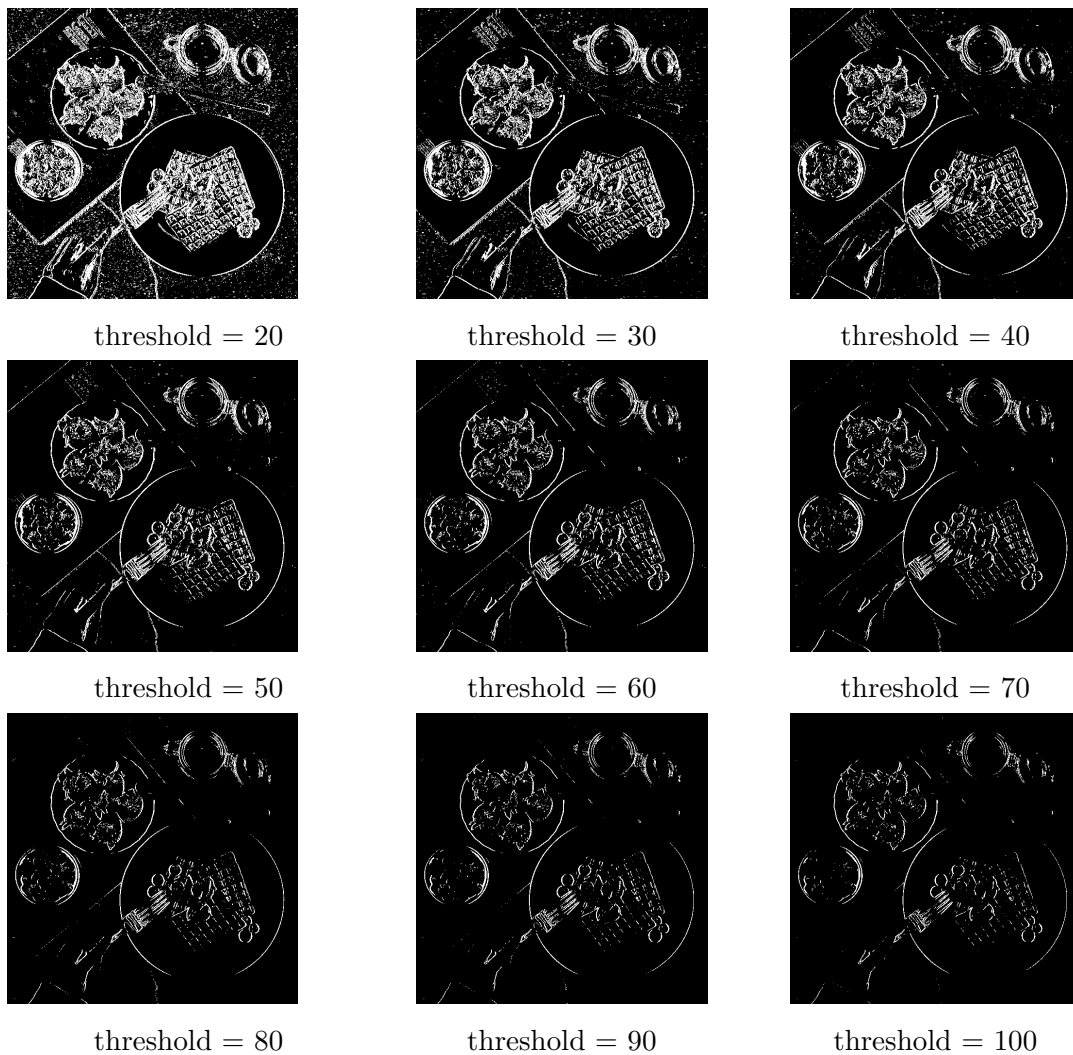 threshold = 20 threshold = 30 threshold = 40
threshold = 50 threshold = 60 threshold = 70
threshold = 80 threshold = 90 threshold = 100